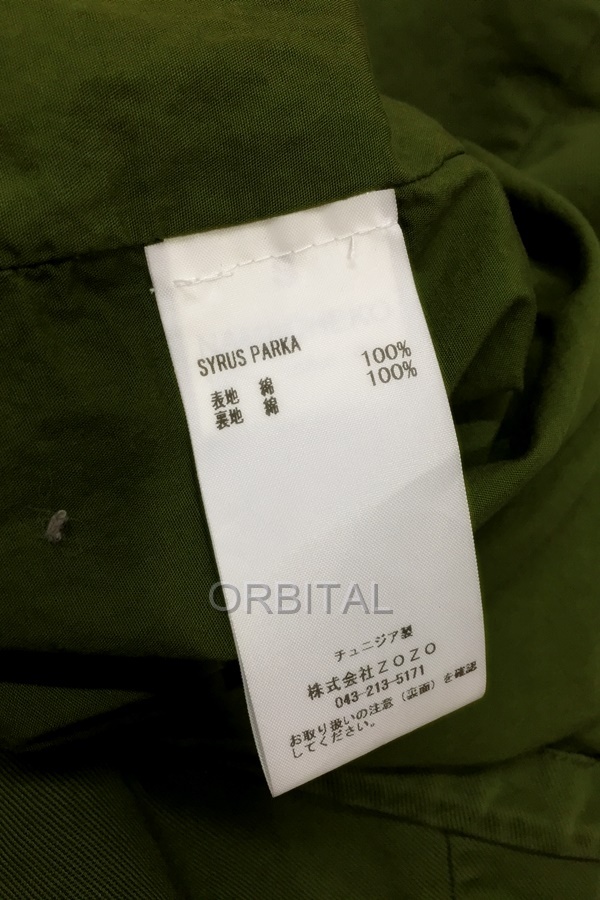 SYRUS PARKA
表地 綿 100%
裏地 綿 100%
ORBITAL
チュニジア製
株式会社ZOZO
043-213-5171
お取り扱いの注意(裏面)を確認
してください。